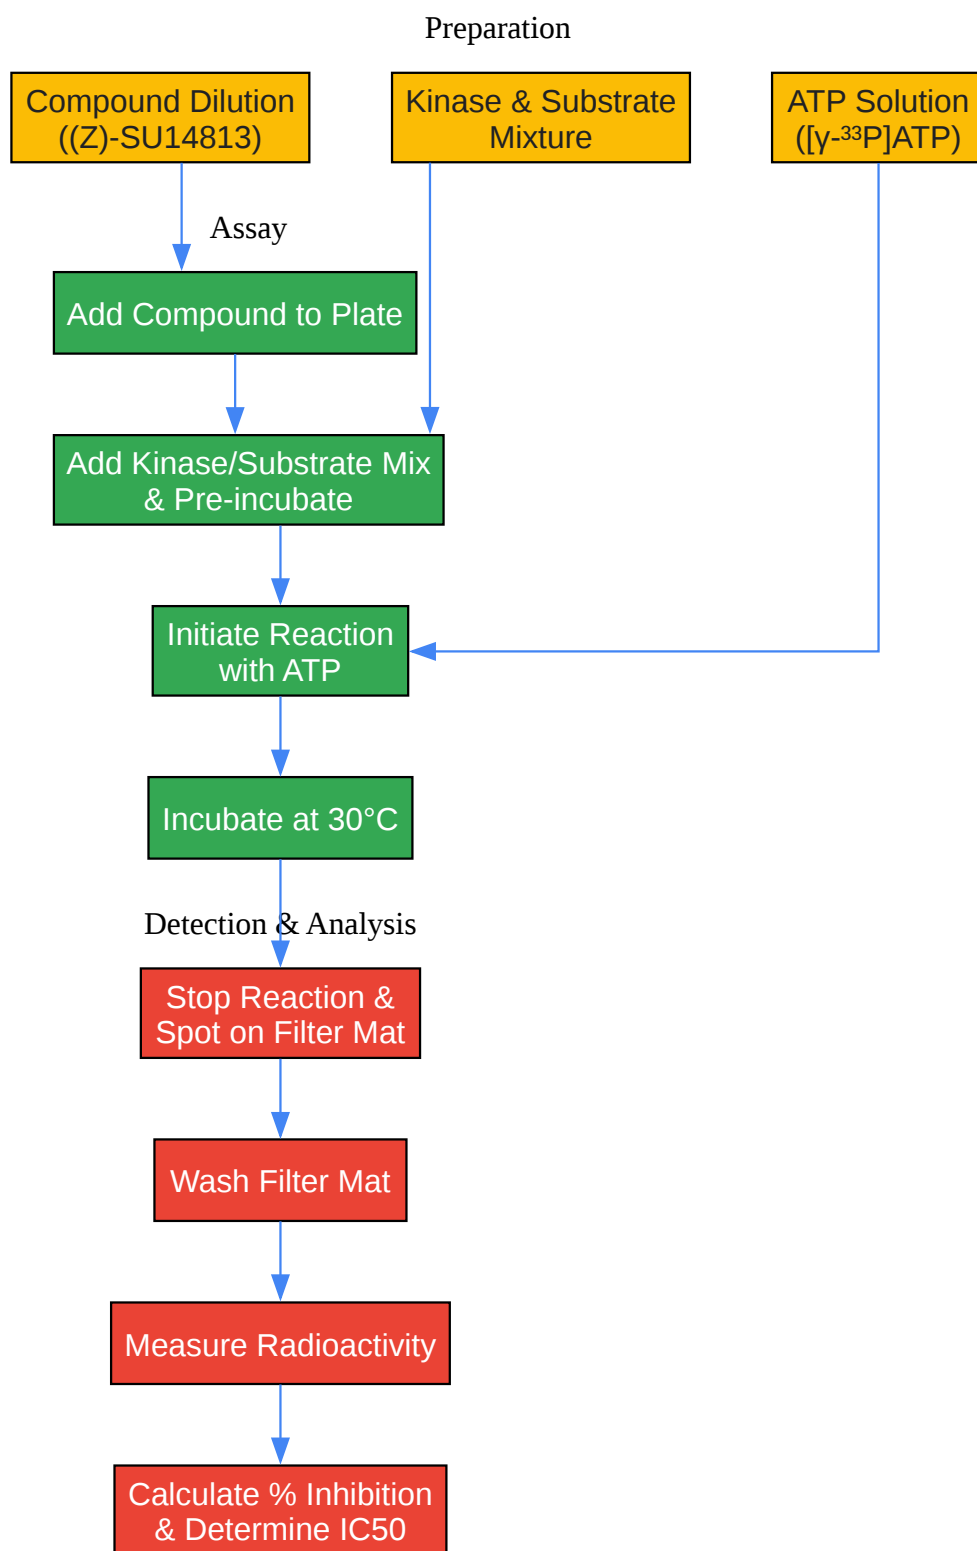 Preparation
Compound Dilution
((Z)-SU14813)
Kinase & Substrate
Mixture
ATP Solution
([γ-³³P]ATP)
Assay
Add Compound to Plate
Add Kinase/Substrate Mix
& Pre-incubate
Initiate Reaction
with ATP
Incubate at 30°C
Detection & Analysis
Stop Reaction &
Spot on Filter Mat
Wash Filter Mat
Measure Radioactivity
Calculate % Inhibition
& Determine IC50